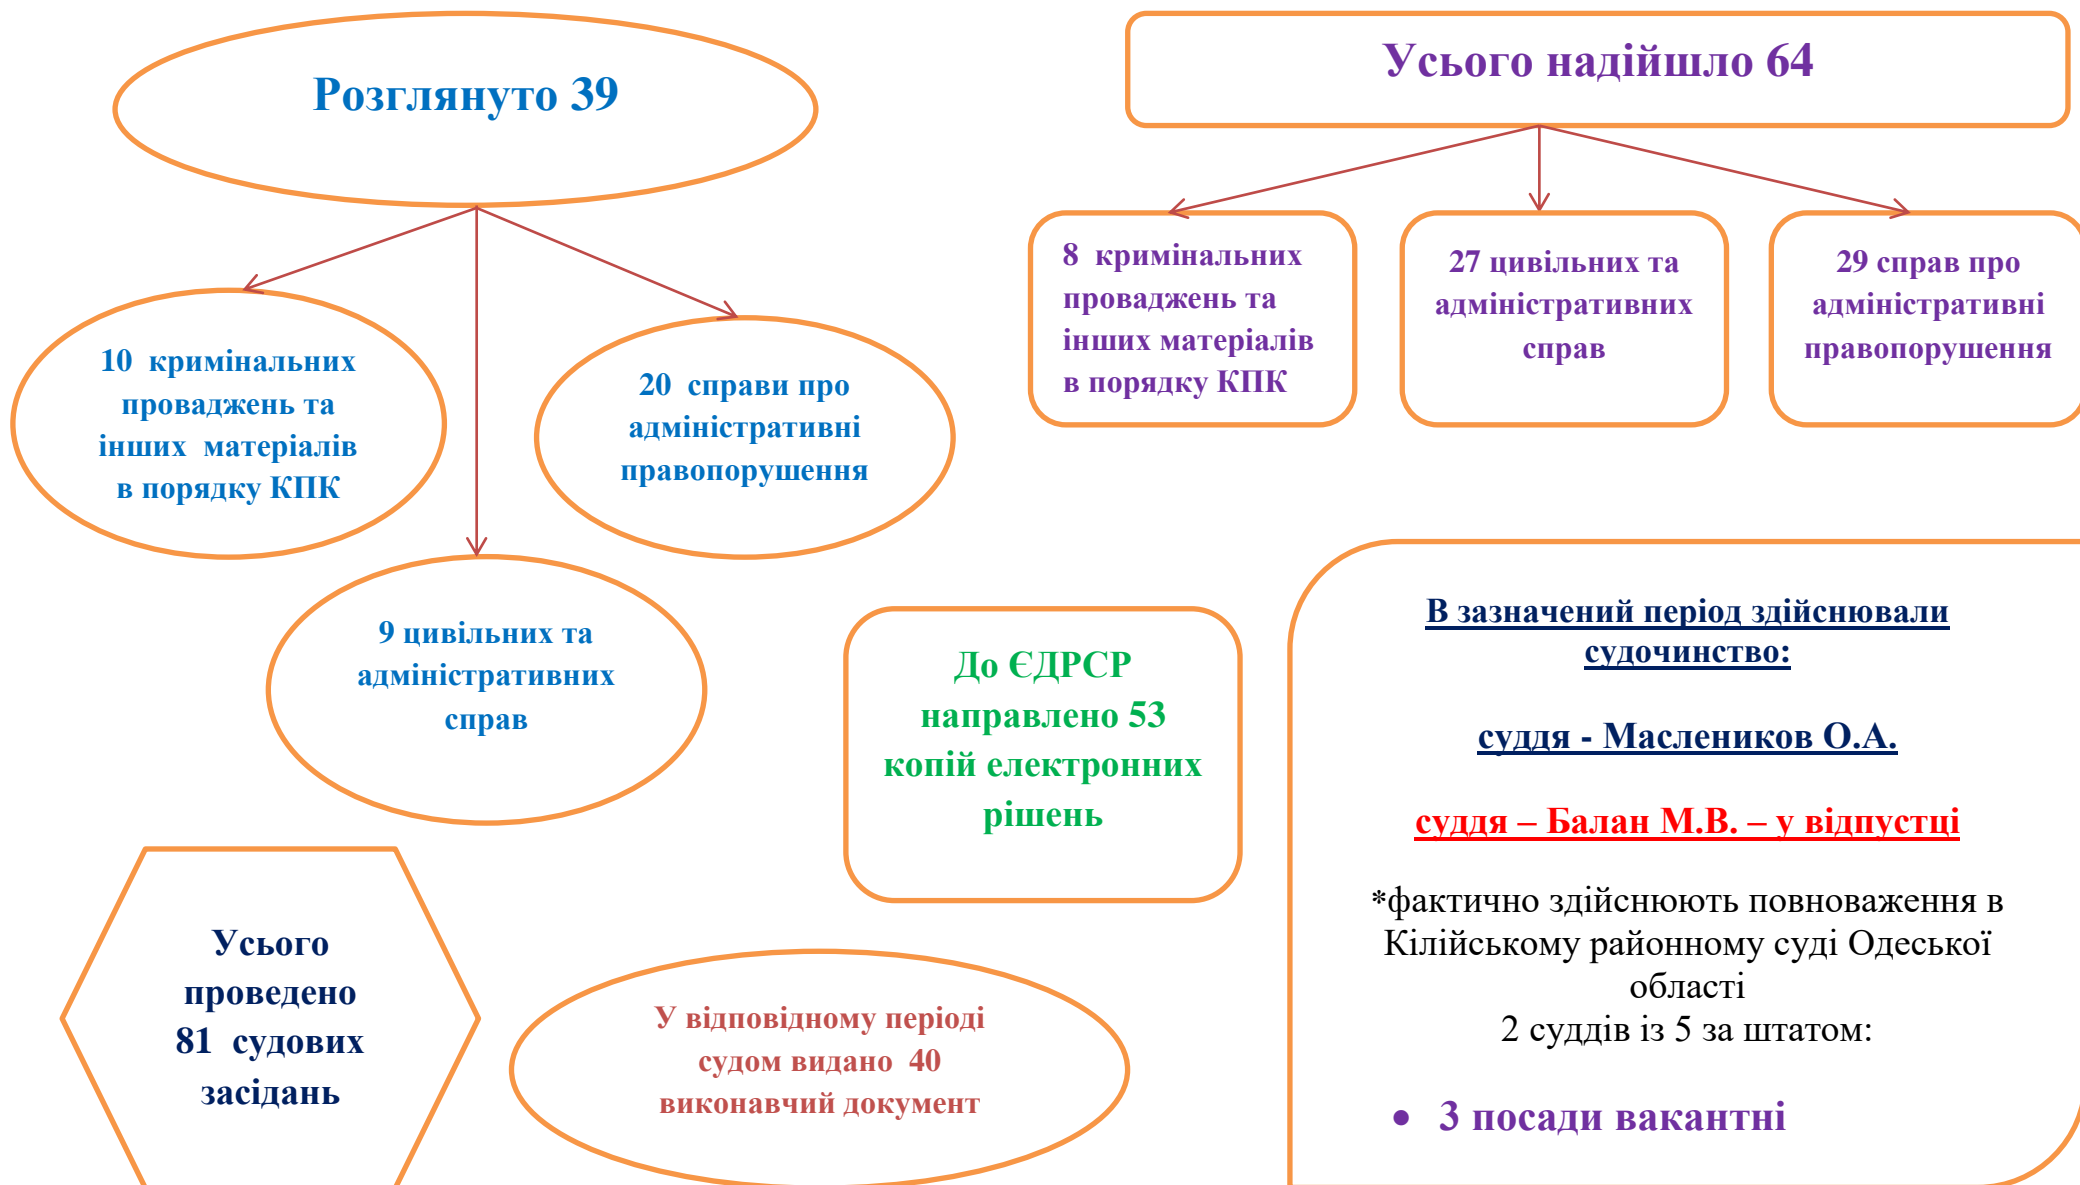 Розглянуто 39
10 кримінальних
проваджень та
інших матеріалів
в порядку КПК
20 справи про
адміністративні
правопорушення
9 цивільних та
адміністративних
справ
Усього надійшло 64
8 кримінальних
проваджень та
інших матеріалів
в порядку КПК
27 цивільних та
адміністративних
справ
29 справ про
адміністративні
правопорушення
До ЄДРСР
направлено 53
копій електронних
рішень
В зазначений період здійснювали
судочинство:
суддя - Маслеников О.А.
суддя – Балан М.В. – у відпустці
*фактично здійснюють повноваження в
Кілійському районному суді Одеської
області
2 суддів із 5 за штатом:
• 3 посади вакантні
Усього
проведено
81 судових
засідань
У відповідному періоді
судом видано 40
виконавчий документ